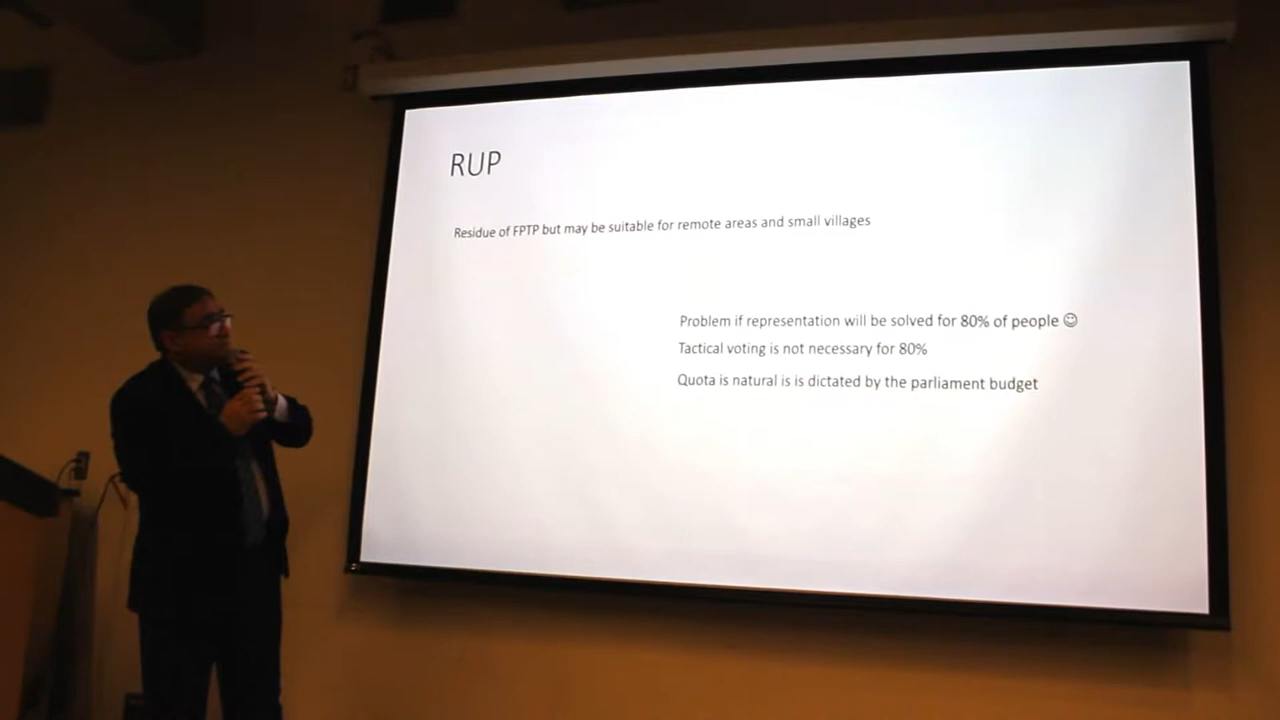 RUP
Residue of FPTP but may be suitable for remote areas and small villages
Problem if representation will be solved for 80% of people ☺
Tactical voting is not necessary for 80%
Quota is natural is is dictated by the parliament budget